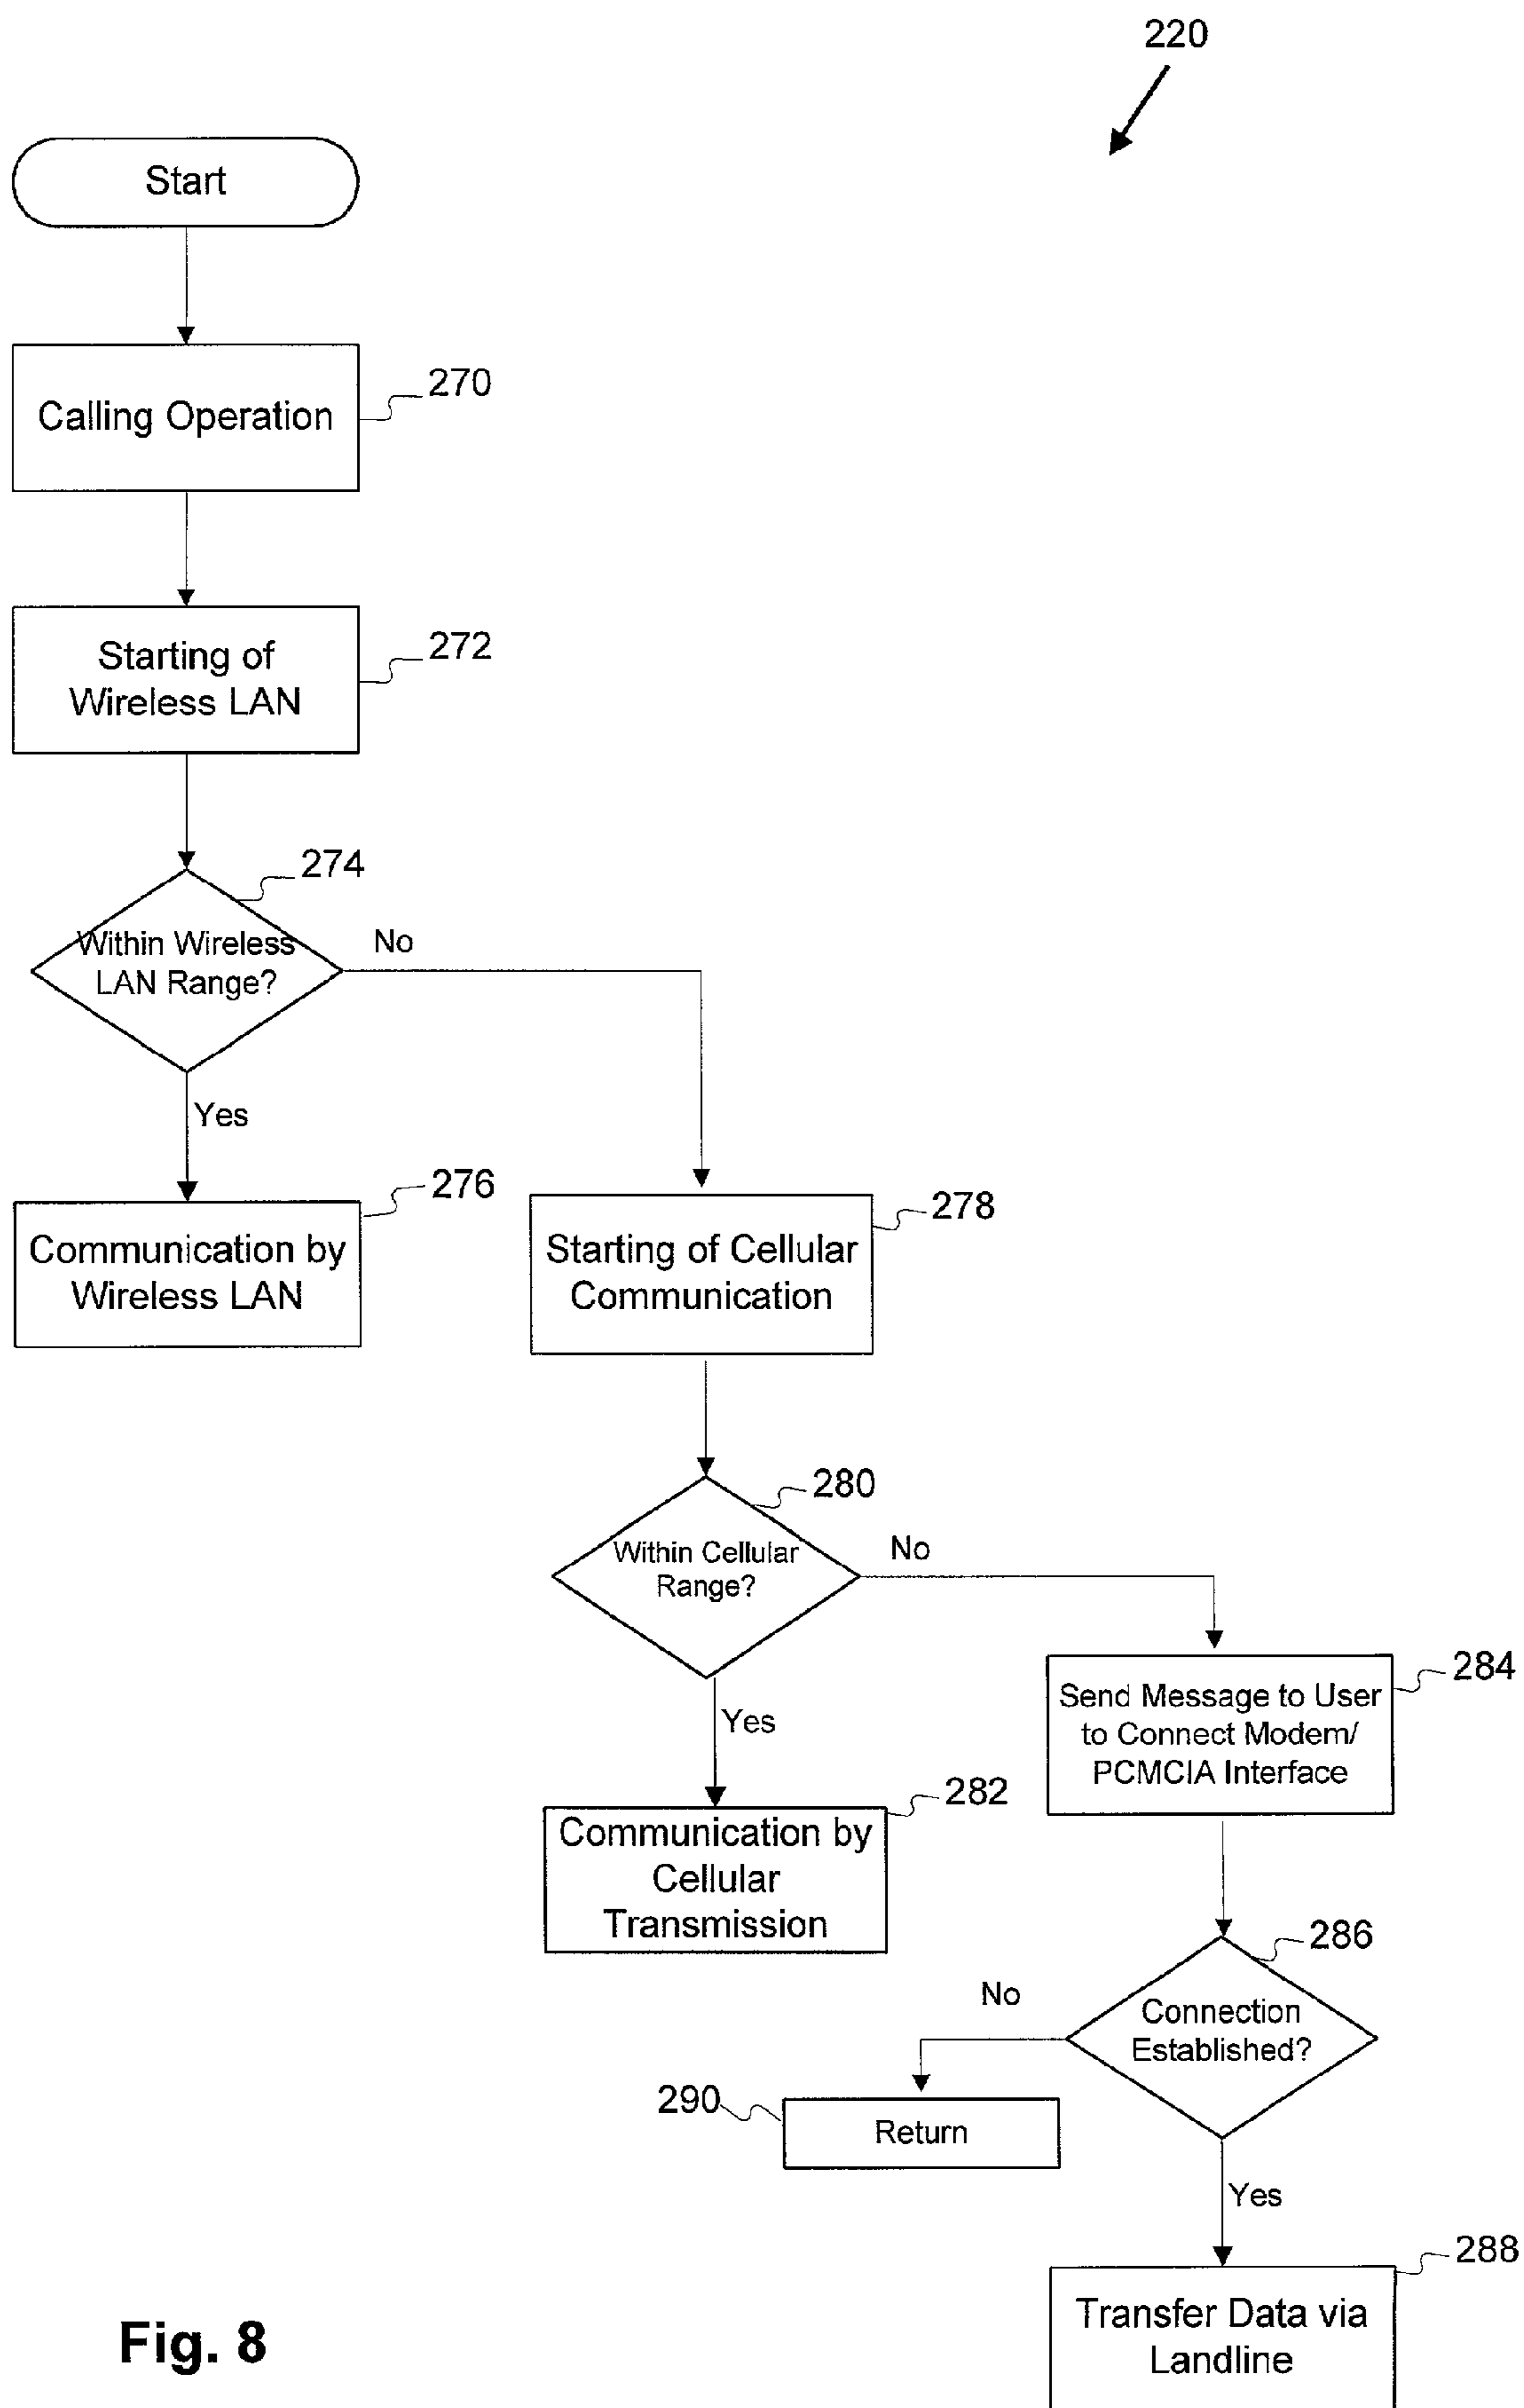 220
Start
Calling Operation
270
Starting of
Wireless LAN
272
274
Within Wireless
LAN Range?
No
Yes
276
Communication by
Wireless LAN
278
Starting of Cellular
Communication
280
Within Cellular
Range?
No
Yes
284
Send Message to User
to Connect Modem/
PCMCIA Interface
282
Communication by
Cellular
Transmission
286
Connection
Established?
No
290
Return
Yes
288
Transfer Data via
Landline
Fig. 8